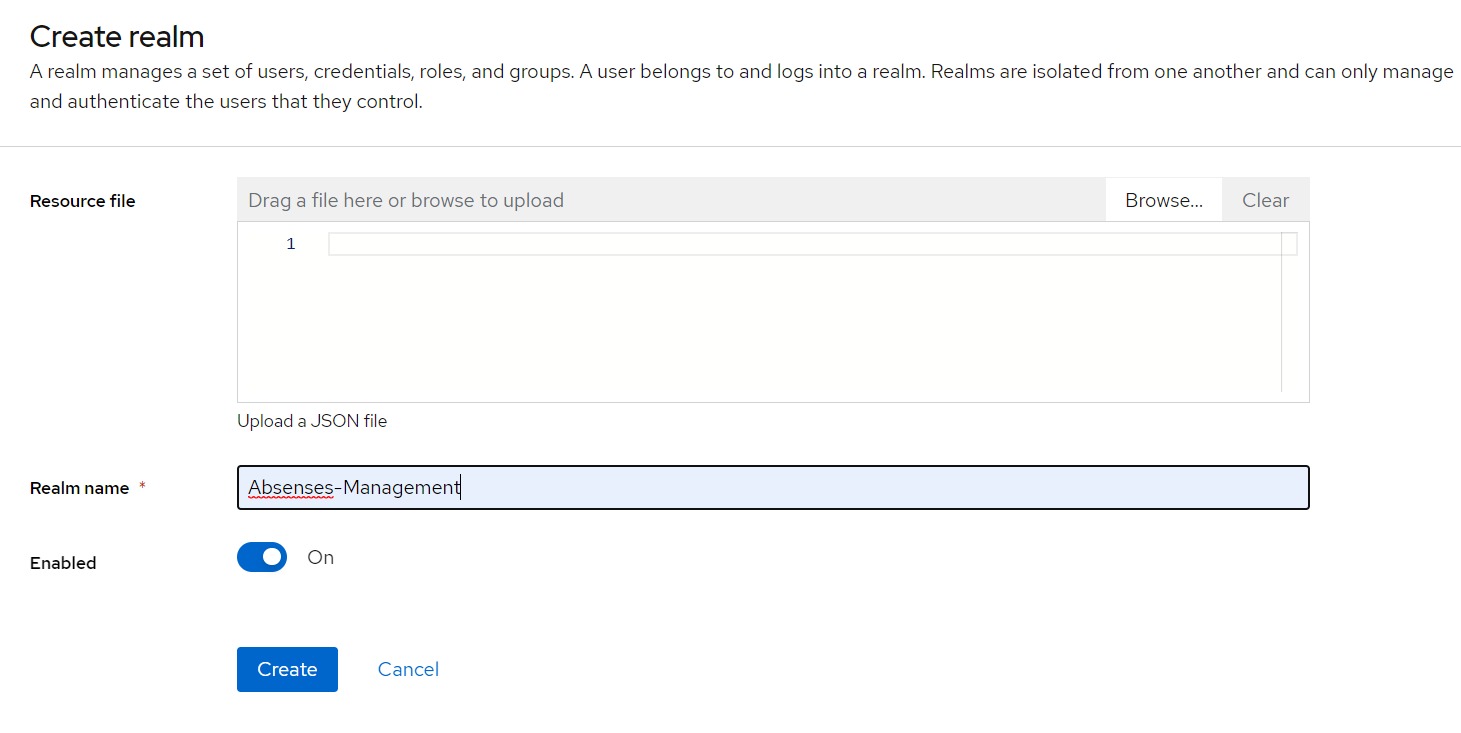 Create realm
A realm manages a set of users, credentials, roles, and groups. A user belongs to and logs into a realm. Realms are isolated from one another and can only manage
and authenticate the users that they control.
Resource file
Drag a file here or browse to upload
Browse...
Clear
1
Upload a JSON file
Realm name *
Absenses-Management
Enabled
On
Create
Cancel